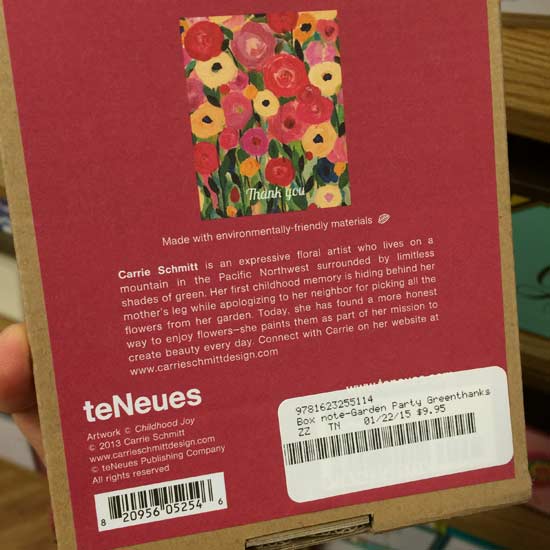 Thank you
Made with environmentally-friendly materials
Carrie Schmitt is an expressive floral artist who lives on a
mountain in the Pacific Northwest surrounded by limitless
shades of green. Her first childhood memory is hiding behind her
mother's leg while apologizing to her neighbor for picking all the
flowers from her garden. Today, she has found a more honest
way to enjoy flowers—she paints them as part of her mission to
create beauty every day. Connect with Carrie on her website at
www.carrieschmittdesign.com
teNeues
Artwork © Childhood Joy
© 2013 Carrie Schmitt
www.carrieschmittdesign.com
© teNeues Publishing Company
All rights reserved
8 20956 05254 6
9781623255114
Box note-Garden Party Greenthanks
ZZ TN 01/22/15 $9.95